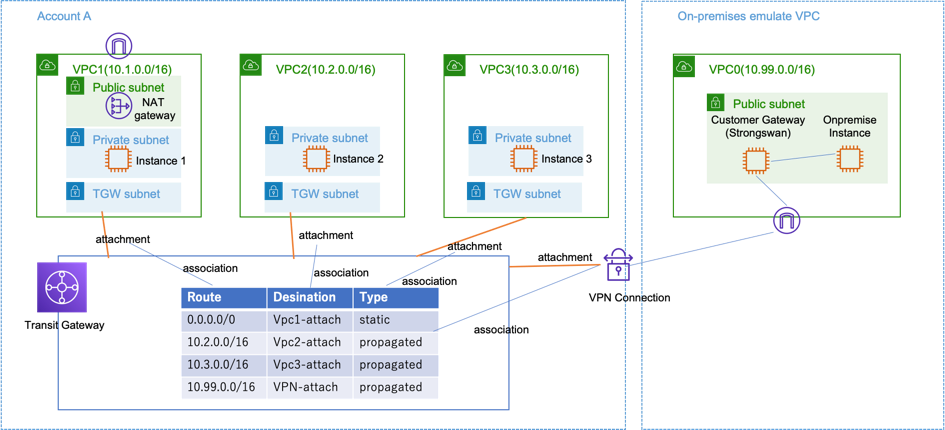 Account A
On-premises emulate VPC
VPC1(10.1.0.0/16)
VPC2(10.2.0.0/16)
VPC3(10.3.0.0/16)
VPC0(10.99.0.0/16)
Public subnet
NAT
gateway
Private subnet
Instance 1
TGW subnet
Private subnet
Instance 2
TGW subnet
Private subnet
Instance 3
TGW subnet
Public subnet
Customer Gateway
(Strongswan)
Onpremise
Instance
attachment
attachment
attachment
attachment
association
association
association
association
VPN Connection
Transit Gateway
Route Desination Type
0.0.0.0/0 Vpc1-attach static
10.2.0.0/16 Vpc2-attach propagated
10.3.0.0/16 Vpc3-attach propagated
10.99.0.0/16 VPN-attach propagated